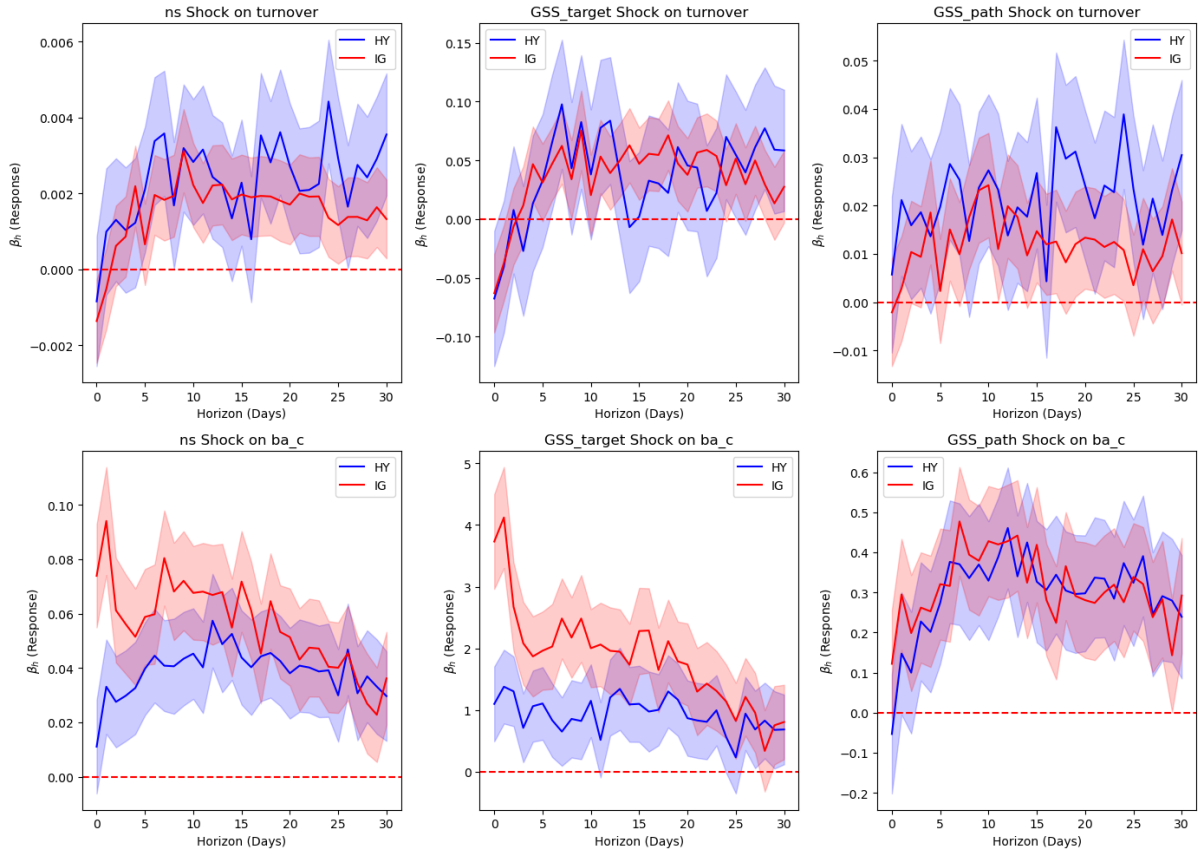 ns Shock on turnover
HY
IG
0.006
0.004
0.002
0.000
−0.002
βh (Response)
0 5 10 15 20 25 30
Horizon (Days)
GSS_target Shock on turnover
HY
IG
0.15
0.10
0.05
0.00
−0.05
−0.10
βh (Response)
0 5 10 15 20 25 30
Horizon (Days)
GSS_path Shock on turnover
HY
IG
0.05
0.04
0.03
0.02
0.01
0.00
−0.01
βh (Response)
0 5 10 15 20 25 30
Horizon (Days)
ns Shock on ba_c
HY
IG
0.10
0.08
0.06
0.04
0.02
0.00
βh (Response)
0 5 10 15 20 25 30
Horizon (Days)
GSS_target Shock on ba_c
HY
IG
5
4
3
2
1
0
βh (Response)
0 5 10 15 20 25 30
Horizon (Days)
GSS_path Shock on ba_c
HY
IG
0.6
0.5
0.4
0.3
0.2
0.1
0.0
−0.1
−0.2
βh (Response)
0 5 10 15 20 25 30
Horizon (Days)